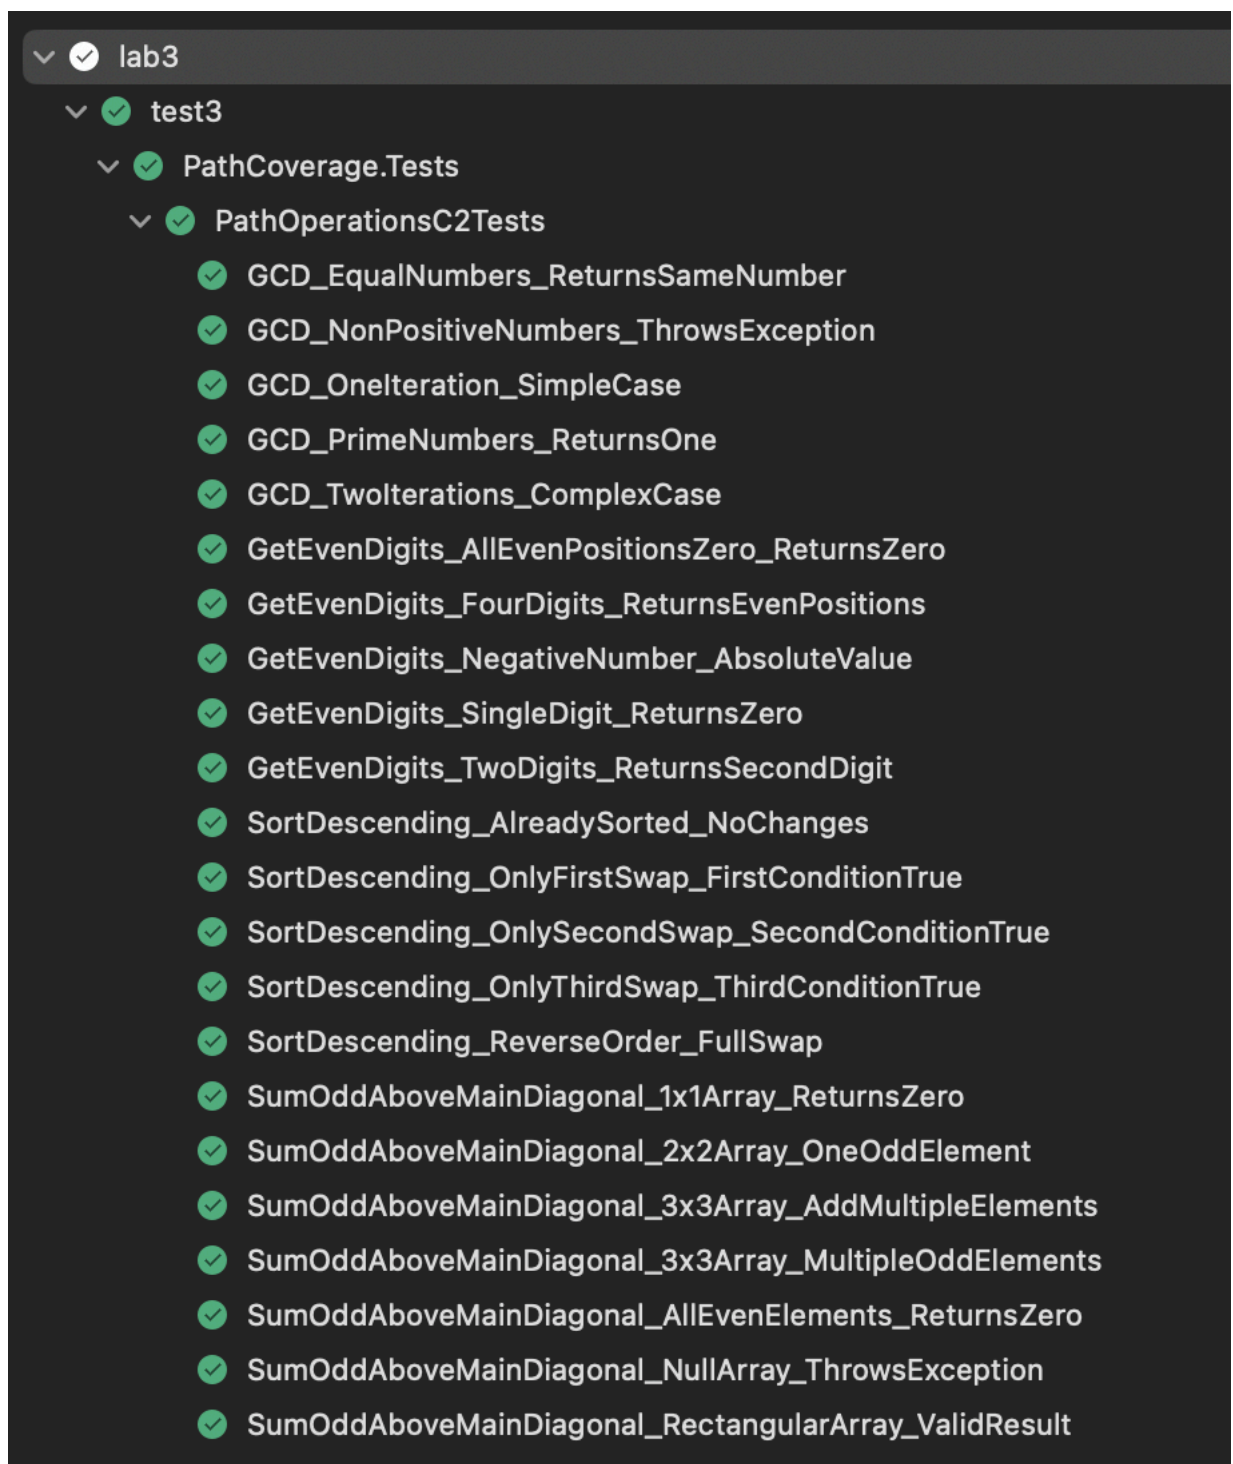 lab3
test3
PathCoverage.Tests
PathOperationsC2Tests
GCD_EqualNumbers_ReturnsSameNumber
GCD_NonPositiveNumbers_ThrowsException
GCD_OneIteration_SimpleCase
GCD_PrimeNumbers_ReturnsOne
GCD_TwoIterations_ComplexCase
GetEvenDigits_AllEvenPositionsZero_ReturnsZero
GetEvenDigits_FourDigits_ReturnsEvenPositions
GetEvenDigits_NegativeNumber_AbsoluteValue
GetEvenDigits_SingleDigit_ReturnsZero
GetEvenDigits_TwoDigits_ReturnsSecondDigit
SortDescending_AlreadySorted_NoChanges
SortDescending_OnlyFirstSwap_FirstConditionTrue
SortDescending_OnlySecondSwap_SecondConditionTrue
SortDescending_OnlyThirdSwap_ThirdConditionTrue
SortDescending_ReverseOrder_FullSwap
SumOddAboveMainDiagonal_1x1Array_ReturnsZero
SumOddAboveMainDiagonal_2x2Array_OneOddElement
SumOddAboveMainDiagonal_3x3Array_AddMultipleElements
SumOddAboveMainDiagonal_3x3Array_MultipleOddElements
SumOddAboveMainDiagonal_AllEvenElements_ReturnsZero
SumOddAboveMainDiagonal_NullArray_ThrowsException
SumOddAboveMainDiagonal_RectangularArray_ValidResult